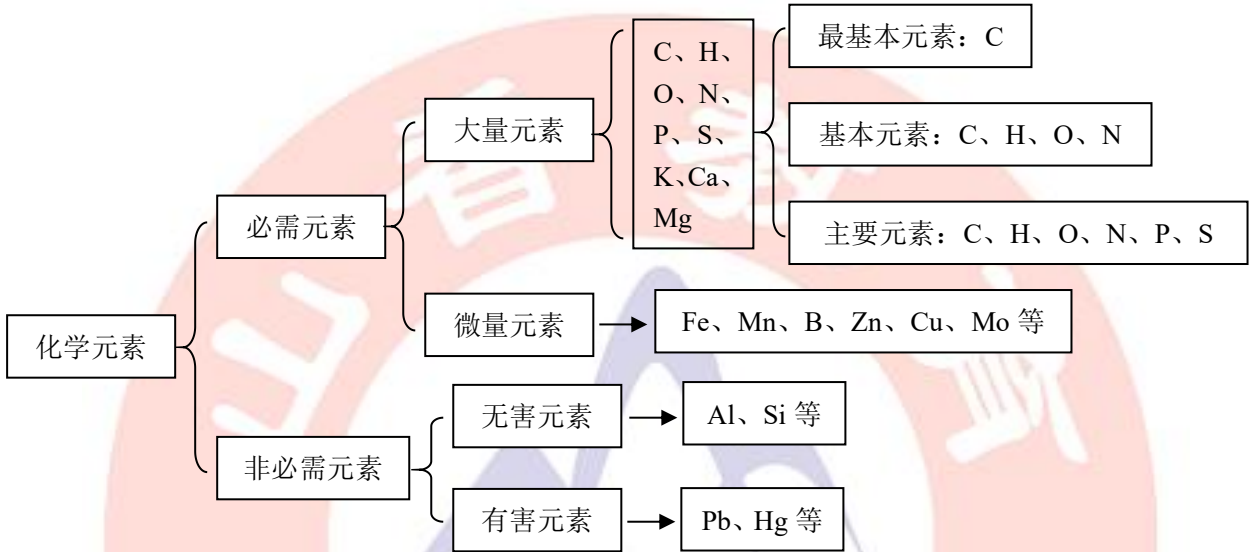 最基本元素：C
C、H、
O、N、
P、S、
K、Ca、
Mg
大量元素
基本元素：C、H、O、N
必需元素
主要元素：C、H、O、N、P、S
微量元素
Fe、Mn、B、Zn、Cu、Mo 等
化学元素
无害元素
Al、Si 等
非必需元素
有害元素
Pb、Hg 等